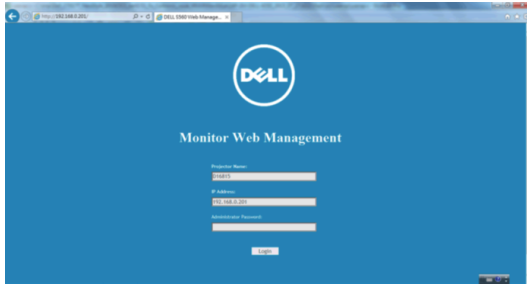 http://192.168.0.201/
DELL S560 Web Manage...
DELL
Monitor Web Management
Projector Name:
IP Address:
192.168.0.201
Administrator Password:
Login